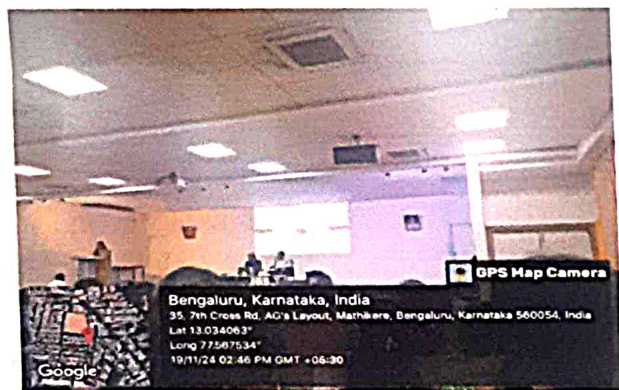 GPS Map Camera
Bengaluru, Karnataka, India
35, 7th Cross Rd, AG's Layout, Mathikere, Bengaluru, Karnataka 560054, India
Lat 13.034063°
Long 77.567534°
19/11/24 02:46 PM GMT +05:30
Google